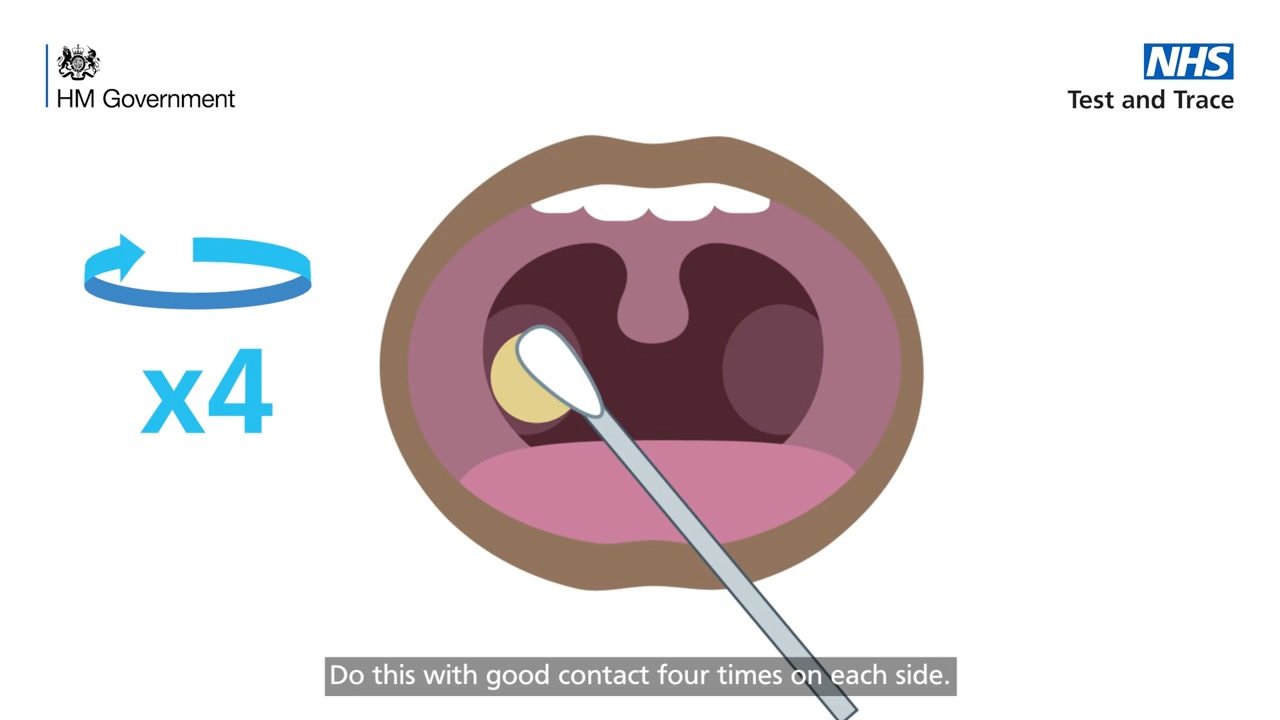 HM Government
NHS
Test and Trace
x4
Do this with good contact four times on each side.